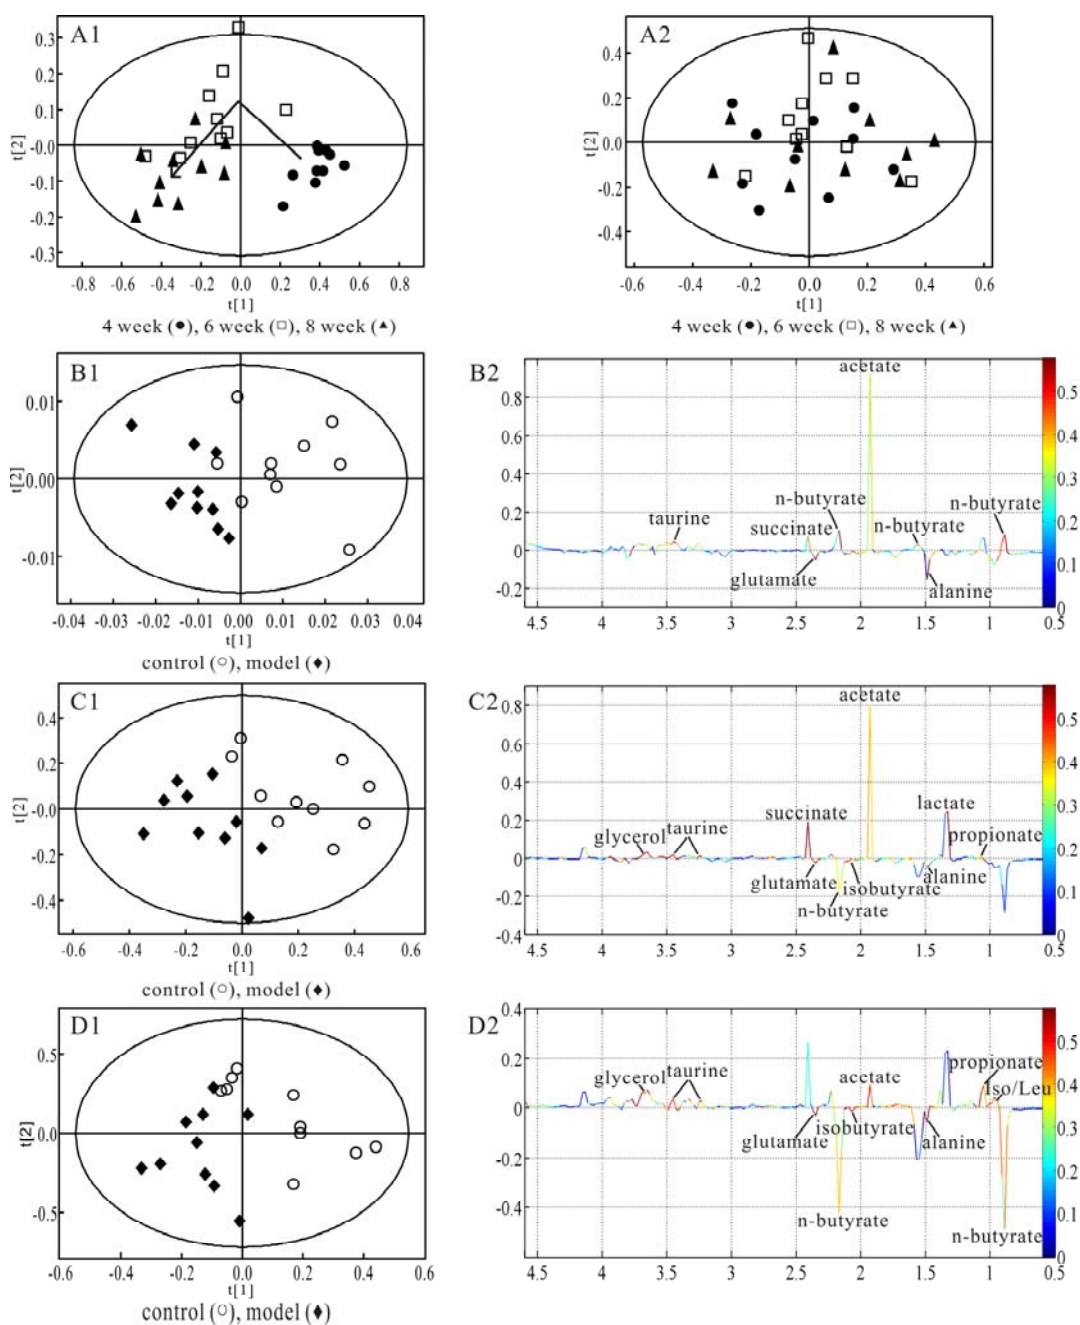 A1
0.3
0.2
0.1
-0.0
-0.1
-0.2
-0.3
t[2]
-0.8 -0.6 -0.4 -0.2 -0.0 0.2 0.4 0.6 0.8
t[1]
4 week (●), 6 week (□), 8 week (▲)
A2
0.4
0.2
0.0
-0.2
-0.4
t[2]
-0.6 -0.4 -0.2 0.0 0.2 0.4 0.6
t[1]
4 week (●), 6 week (□), 8 week (▲)
B1
0.01
0.00
-0.01
t[2]
-0.04 -0.03 -0.02 -0.01 0.00 0.01 0.02 0.03 0.04
t[1]
control (○), model (♦)
B2
acetate
0.8
0.6
0.4
0.2
0
-0.2
n-butyrate
taurine
succinate
n-butyrate
n-butyrate
glutamate
alanine
4.5 4 3.5 3 2.5 2 1.5 1 0.5
0.5
0.4
0.3
0.2
0.1
0
C1
0.4
0.2
-0.0
-0.2
-0.4
t[2]
-0.6 -0.4 -0.2 0.0 0.2 0.4 0.6
t[1]
control (○), model (♦)
C2
acetate
0.8
0.6
0.4
0.2
0
-0.2
-0.4
succinate
lactate
glycerol
taurine
propionate
glutamate
isobutyrate
alanine
n-butyrate
4.5 4 3.5 3 2.5 2 1.5 1 0.5
0.5
0.4
0.3
0.2
0.1
0
D1
0.5
0.0
-0.5
t[2]
-0.6 -0.4 -0.2 0.0 0.2 0.4 0.6
t[1]
control (○), model (♦)
D2
0.4
0.2
0
-0.2
-0.4
glycerol
taurine
acetate
propionate
Iso/Leu
glutamate
isobutyrate
alanine
n-butyrate
n-butyrate
4.5 4 3.5 3 2.5 2 1.5 1 0.5
0.5
0.4
0.3
0.2
0.1
0